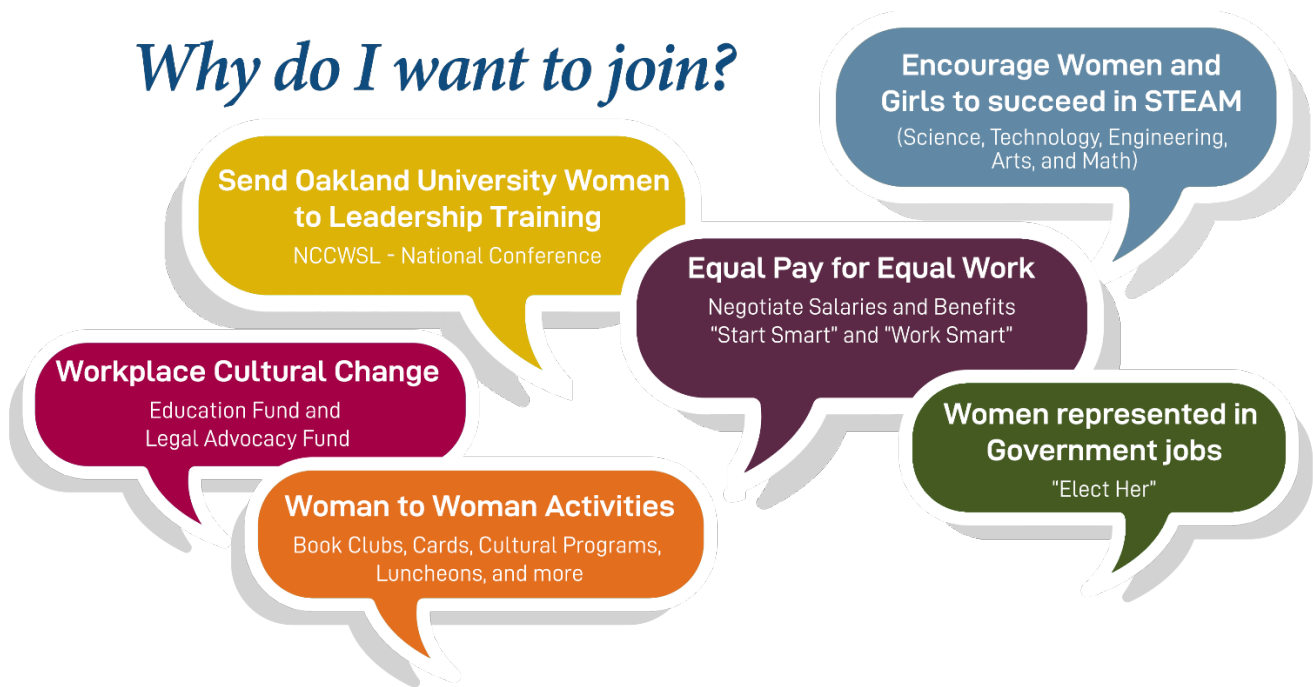 Why do I want to join?
Encourage Women and
Girls to succeed in STEAM
(Science, Technology, Engineering,
Arts, and Math)
Send Oakland University Women
to Leadership Training
NCCWSL - National Conference
Equal Pay for Equal Work
Negotiate Salaries and Benefits
“Start Smart” and “Work Smart”
Workplace Cultural Change
Education Fund and
Legal Advocacy Fund
Women represented in
Government jobs
“Elect Her”
Woman to Woman Activities
Book Clubs, Cards, Cultural Programs,
Luncheons, and more